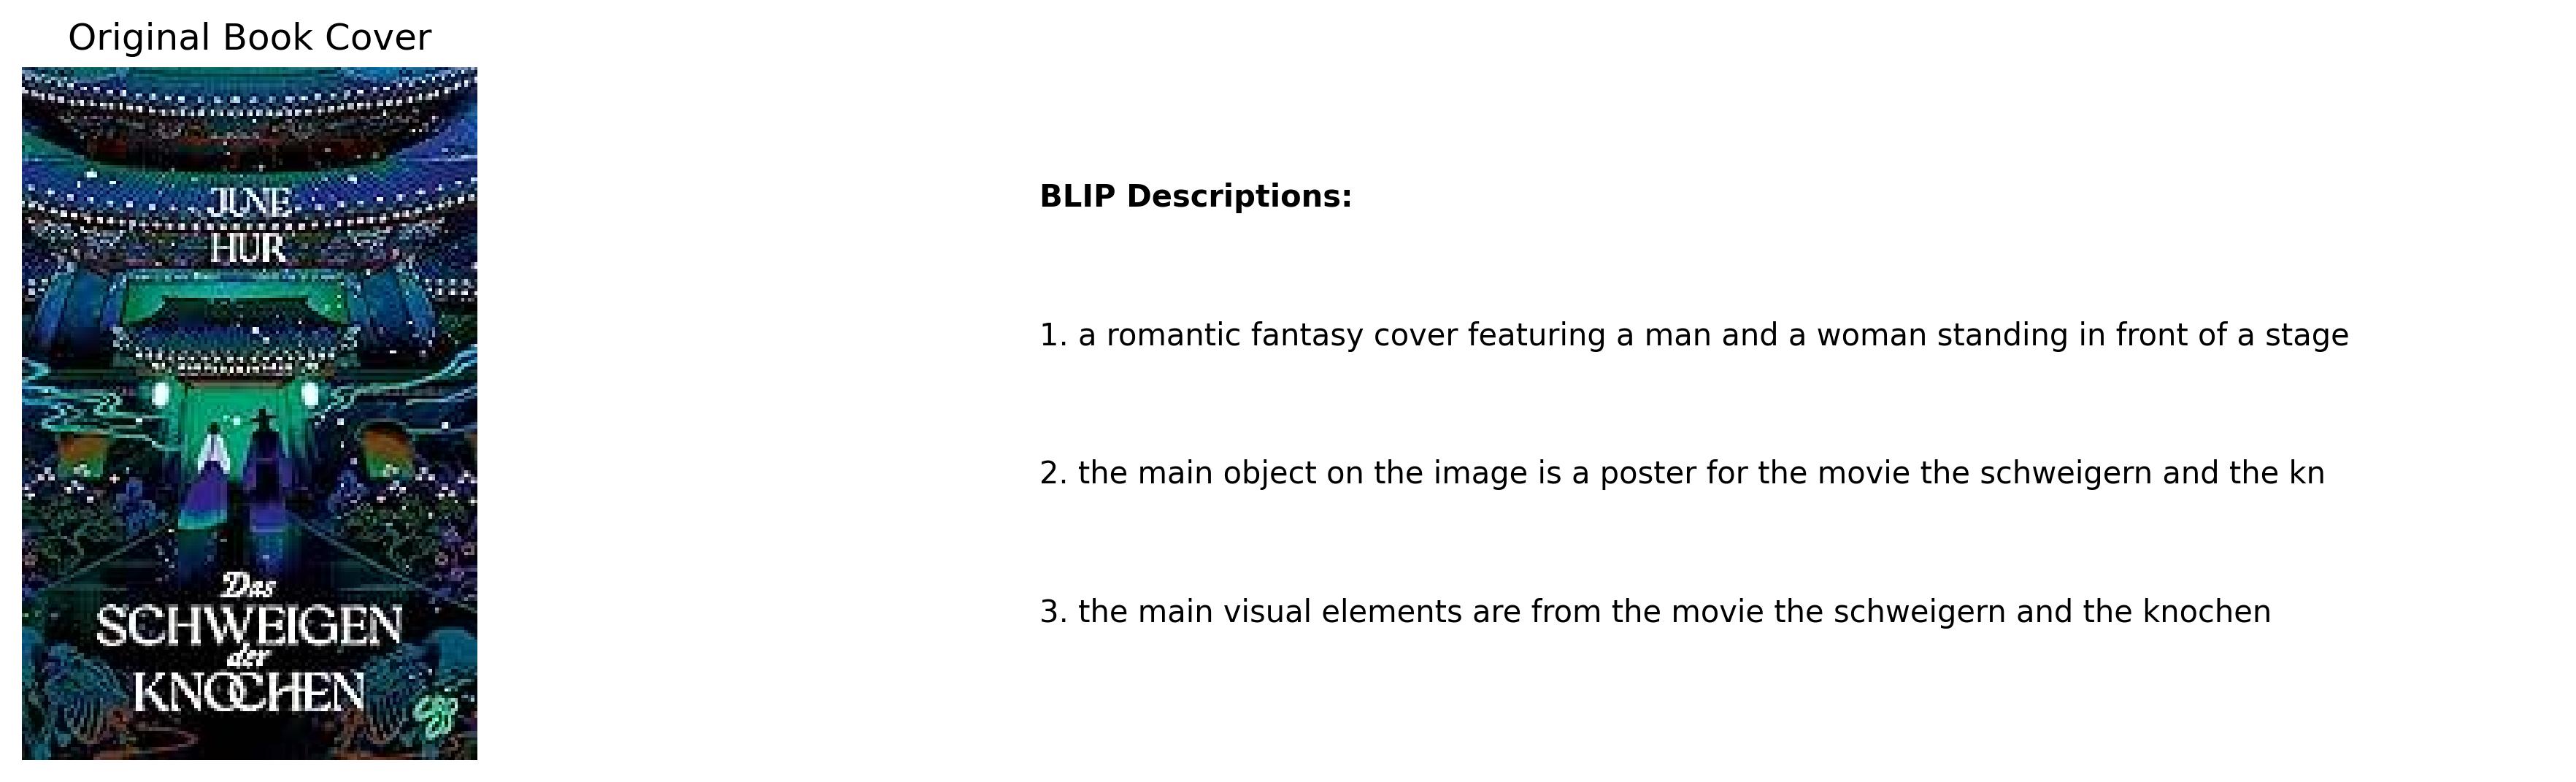 Original Book Cover
JUNE
HUR
Das
SCHWEIGEN
der
KNOCHEN
BLIP Descriptions:
1. a romantic fantasy cover featuring a man and a woman standing in front of a stage
2. the main object on the image is a poster for the movie the schweigern and the kn
3. the main visual elements are from the movie the schweigern and the knochen